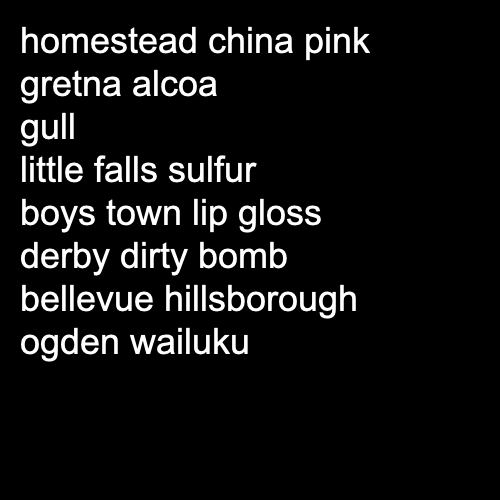 homestead china pink
gretna alcoa
gull
little falls sulfur
boys town lip gloss
derby dirty bomb
bellevue hillsborough
ogden wailuku